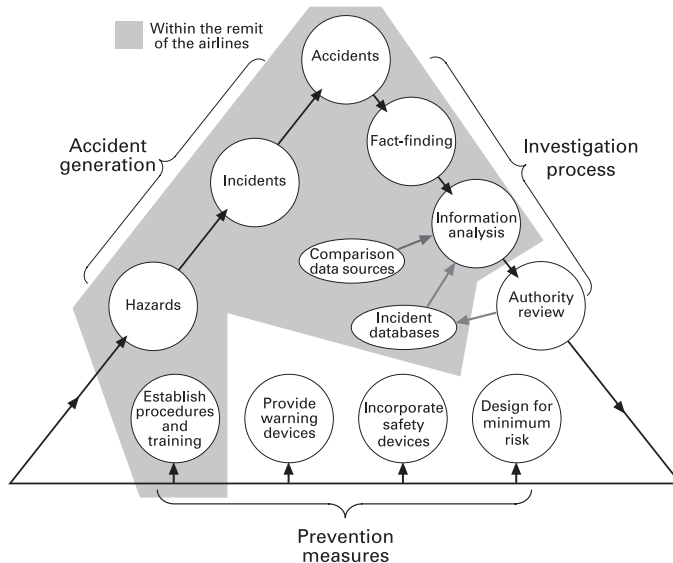 Within the remit
of the airlines
Accidents
Accident
generation
Fact-finding
Investigation
process
Incidents
Information
analysis
Comparison
data sources
Hazards
Incident
databases
Authority
review
Establish
procedures
and
training
Provide
warning
devices
Incorporate
safety
devices
Design for
minimum
risk
Prevention
measures